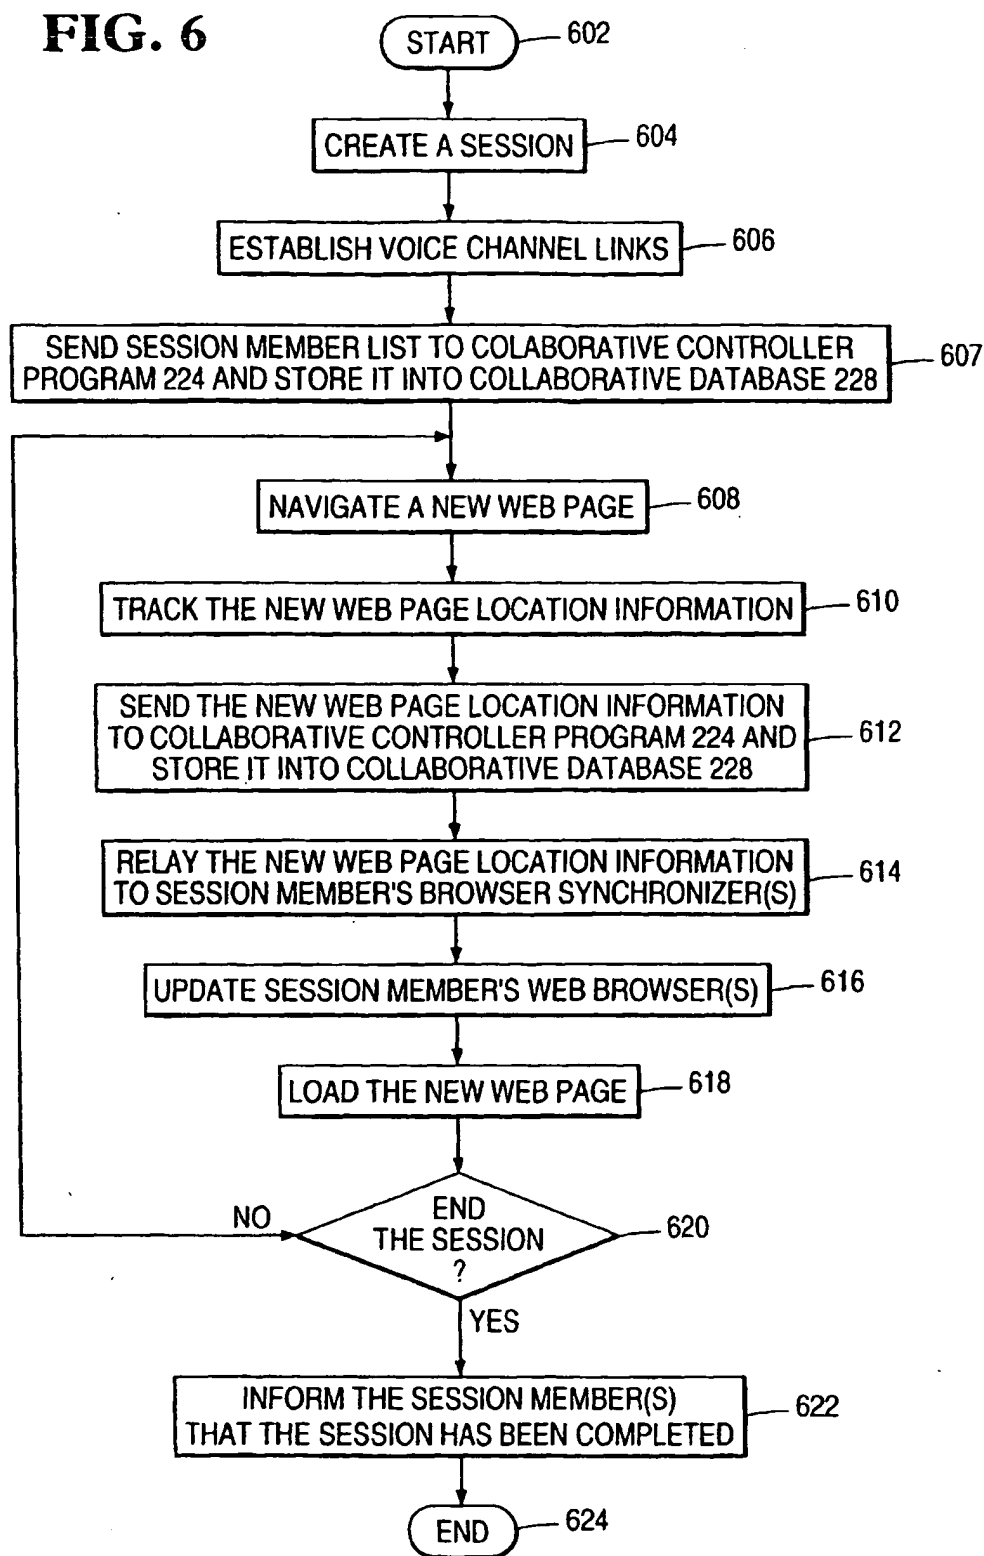 FIG. 6
START
602
CREATE A SESSION
604
ESTABLISH VOICE CHANNEL LINKS
606
SEND SESSION MEMBER LIST TO COLABORATIVE CONTROLLER
PROGRAM 224 AND STORE IT INTO COLLABORATIVE DATABASE 228
607
NAVIGATE A NEW WEB PAGE
608
TRACK THE NEW WEB PAGE LOCATION INFORMATION
610
SEND THE NEW WEB PAGE LOCATION INFORMATION
TO COLLABORATIVE CONTROLLER PROGRAM 224 AND
STORE IT INTO COLLABORATIVE DATABASE 228
612
RELAY THE NEW WEB PAGE LOCATION INFORMATION
TO SESSION MEMBER'S BROWSER SYNCHRONIZER(S)
614
UPDATE SESSION MEMBER'S WEB BROWSER(S)
616
LOAD THE NEW WEB PAGE
618
END
THE SESSION
?
620
NO
YES
INFORM THE SESSION MEMBER(S)
THAT THE SESSION HAS BEEN COMPLETED
622
END
624